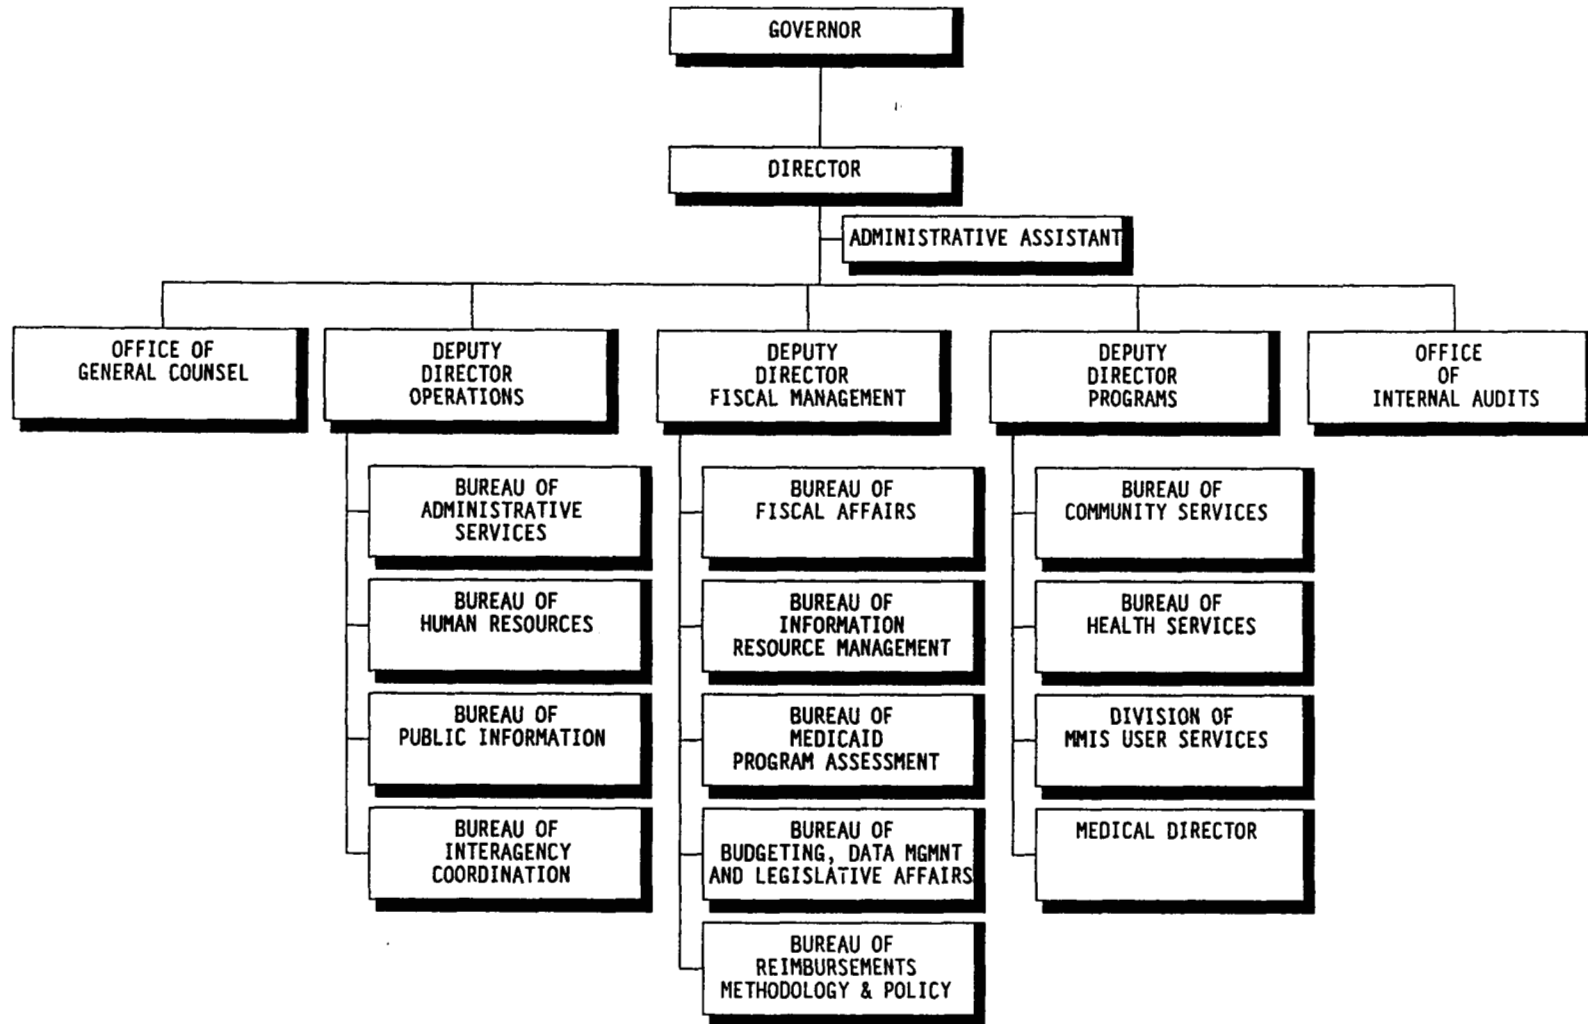 GOVERNOR
DIRECTOR
ADMINISTRATIVE ASSISTANT
OFFICE OF
GENERAL COUNSEL
DEPUTY
DIRECTOR
OPERATIONS
DEPUTY
DIRECTOR
FISCAL MANAGEMENT
DEPUTY
DIRECTOR
PROGRAMS
OFFICE
OF
INTERNAL AUDITS
BUREAU OF
ADMINISTRATIVE
SERVICES
BUREAU OF
HUMAN RESOURCES
BUREAU OF
PUBLIC INFORMATION
BUREAU OF
INTERAGENCY
COORDINATION
BUREAU OF
FISCAL AFFAIRS
BUREAU OF
INFORMATION
RESOURCE MANAGEMENT
BUREAU OF
MEDICAID
PROGRAM ASSESSMENT
BUREAU OF
BUDGETING, DATA MGMNT
AND LEGISLATIVE AFFAIRS
BUREAU OF
REIMBURSEMENTS
METHODOLOGY & POLICY
BUREAU OF
COMMUNITY SERVICES
BUREAU OF
HEALTH SERVICES
DIVISION OF
MMIS USER SERVICES
MEDICAL DIRECTOR